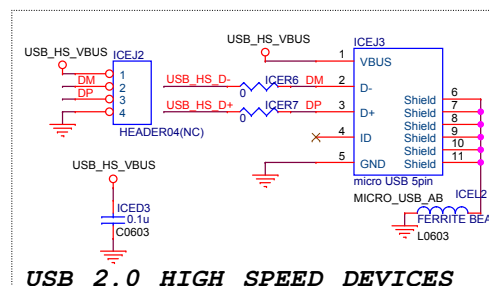 USB_HS_VBUS
ICEJ2
1
DM
2
DP
3
4
HEADER04(NC)
USB_HS_VBUS
ICEJ3
1
VBUS
USB_HS_D-
ICER6
0
DM
2
D-
USB_HS_D+
ICER7
0
DP
3
D+
4
ID
5
GND
Shield
6
Shield
7
Shield
8
Shield
9
Shield
10
Shield
11
micro USB 5pin
MICRO_USB_AB
ICEL2
FERRITE BEA
L0603
USB_HS_VBUS
ICED3
0.1u
C0603
USB 2.0 HIGH SPEED DEVICES